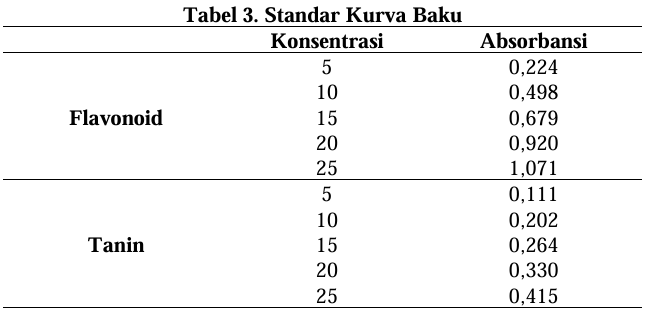 Tabel 3. Standar Kurva Baku
Konsentrasi Absorbansi
5 0,224
10 0,498
Flavonoid 15 0,679
20 0,920
25 1,071
5 0,111
10 0,202
Tanin 15 0,264
20 0,330
25 0,415